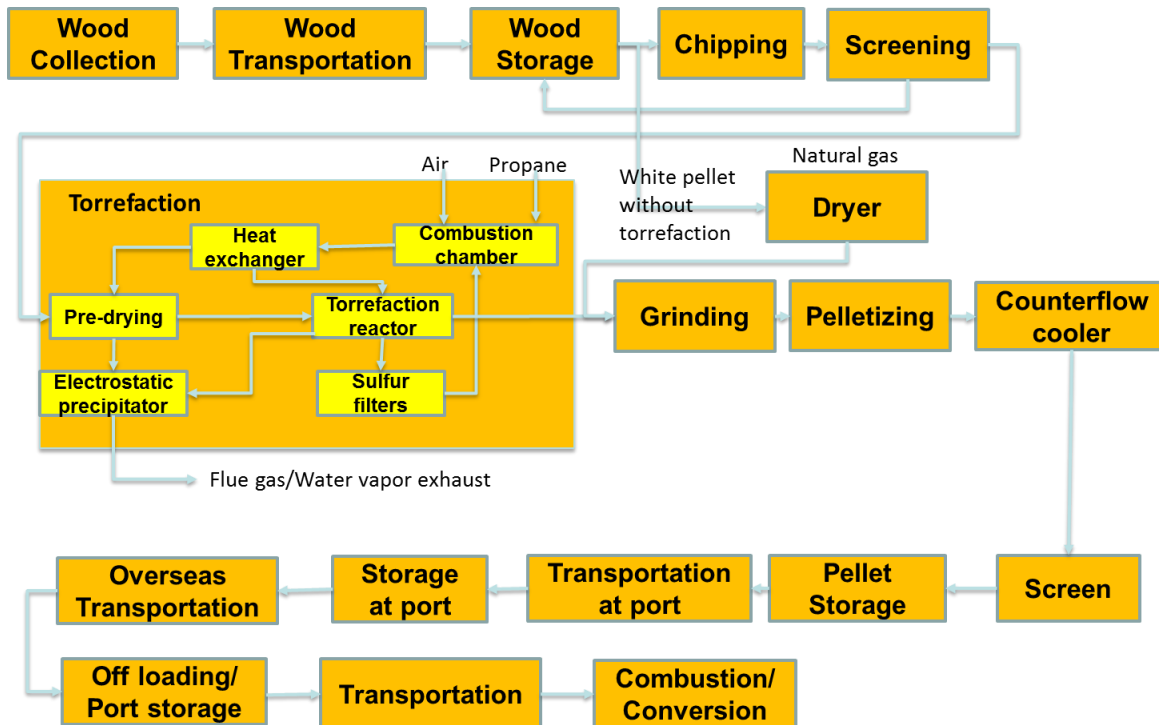 Wood
Collection
Wood
Transportation
Wood
Storage
Chipping
Screening
Air
Propane
Natural gas
White pellet
without
torrefaction
Dryer
Torrefaction
Heat
exchanger
Combustion
chamber
Pre-drying
Torrefaction
reactor
Grinding
Pelletizing
Counterflow
cooler
Electrostatic
precipitator
Sulfur
filters
Flue gas/Water vapor exhaust
Overseas
Transportation
Storage
at port
Transportation
at port
Pellet
Storage
Screen
Off loading/
Port storage
Transportation
Combustion/
Conversion